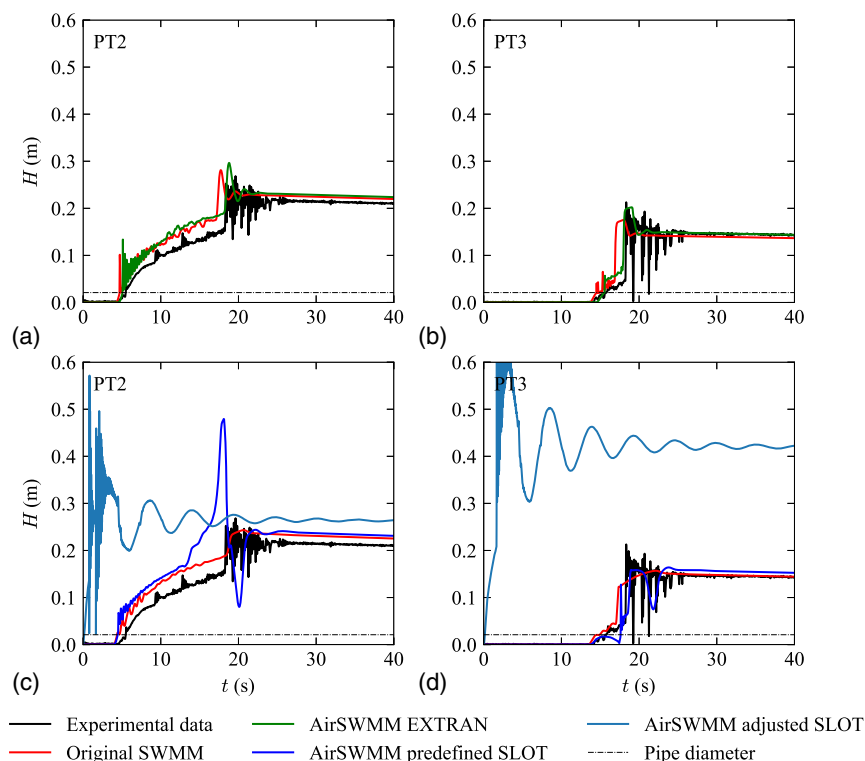 PT2
0.6
0.5
0.4
0.3
0.2
0.1
0.0
H (m)
0 10 20 30 40
(a)
PT3
0.6
0.5
0.4
0.3
0.2
0.1
0.0
0 10 20 30 40
(b)
PT2
0.6
0.5
0.4
0.3
0.2
0.1
0.0
H (m)
0 10 20 30 40
t (s)
(c)
PT3
0.6
0.5
0.4
0.3
0.2
0.1
0.0
0 10 20 30 40
t (s)
(d)
Experimental data AirSWMM EXTRAN AirSWMM adjusted SLOT
Original SWMM AirSWMM predefined SLOT Pipe diameter